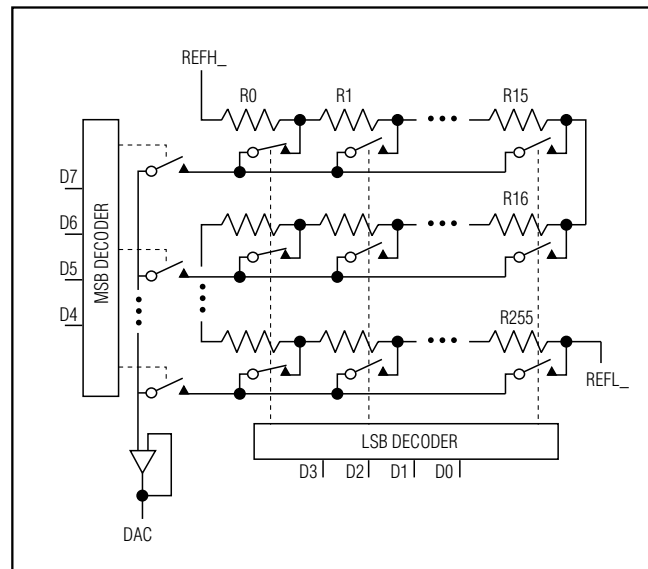 REFH_
R0
R1
R15
D7
D6
D5
D4
MSB DECODER
R16
R255
REFL_
LSB DECODER
D3
D2
D1
D0
DAC